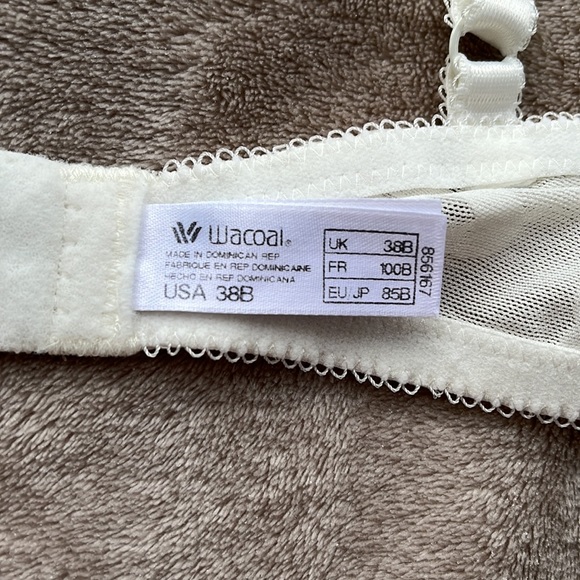 Wacoal®
MADE IN DOMINICAN REP
FABRIQUE EN REP DOMINICAINE
HECHO EN REP DOMINICANA
USA 38B
UK 38B
FR 100B
EU/JP 85B
856167